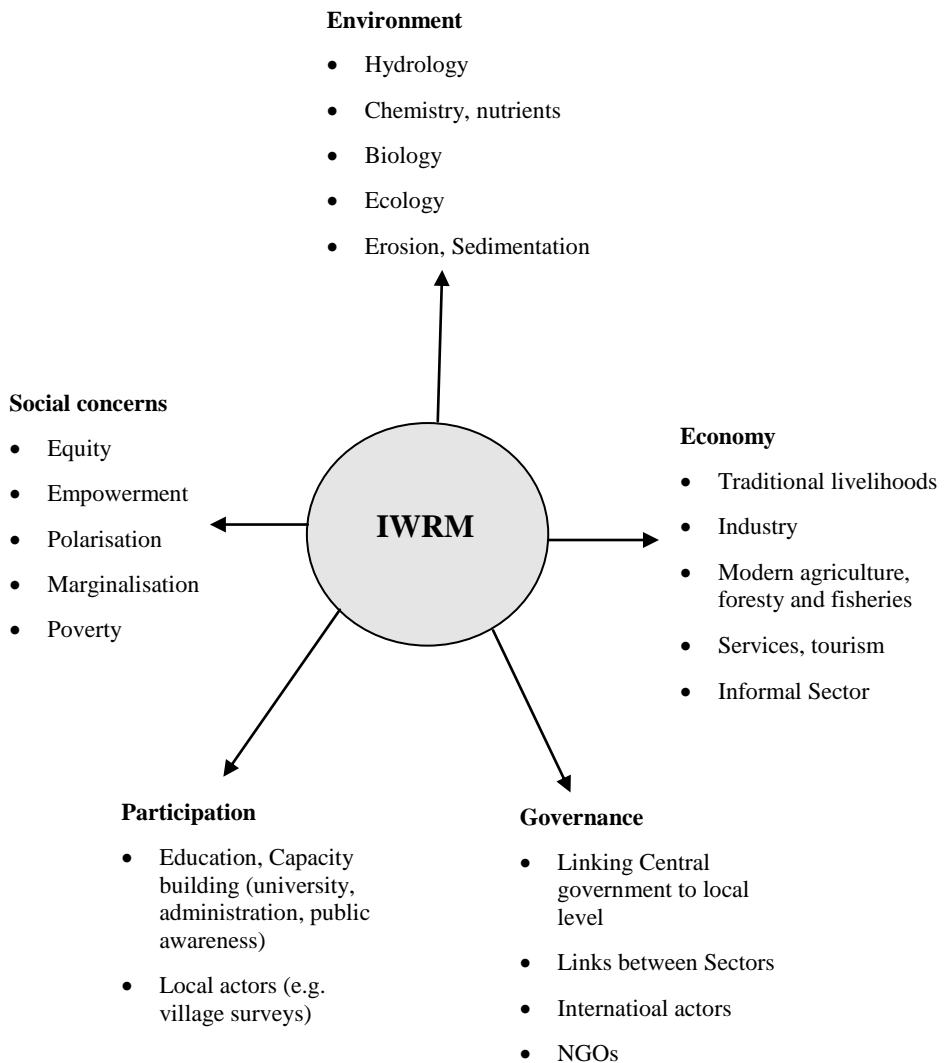 Environment
• Hydrology
• Chemistry, nutrients
• Biology
• Ecology
• Erosion, Sedimentation
Social concerns
• Equity
• Empowerment
• Polarisation
• Marginalisation
• Poverty
IWRM
Economy
• Traditional livelihoods
• Industry
• Modern agriculture,
foresty and fisheries
• Services, tourism
• Informal Sector
Participation
• Education, Capacity
building (university,
administration, public
awareness)
• Local actors (e.g.
village surveys)
Governance
• Linking Central
government to local
level
• Links between Sectors
• Internatioal actors
• NGOs